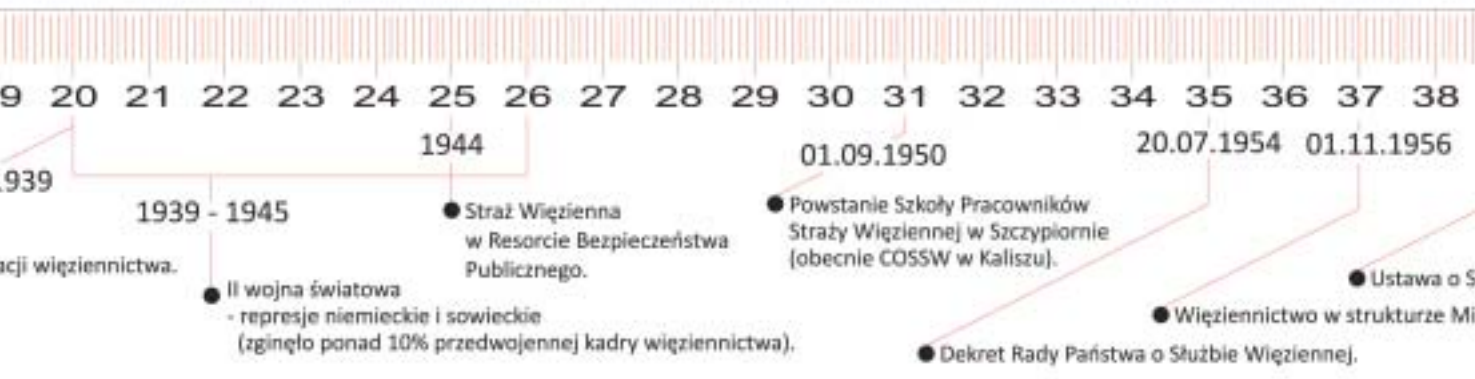 9 20 21 22 23 24 25 26 27 28 29 30 31 32 33 34 35 36 37 38
1939
1939 - 1945
1944
01.09.1950
20.07.1954
01.11.1956
acji więziennictwa.
● II wojna światowa
- represje niemieckie i sowieckie
(zginęło ponad 10% przedwojennej kadry więziennictwa).
● Straż Więzienna
w Resorcie Bezpieczeństwa
Publicznego.
● Powstanie Szkoły Pracowników
Straży Więziennej w Szczypiornie
(obecnie COSSW w Kaliszu).
● Dekret Rady Państwa o Służbie Więziennej.
● Więziennictwo w strukturze Mi
● Ustawa o S